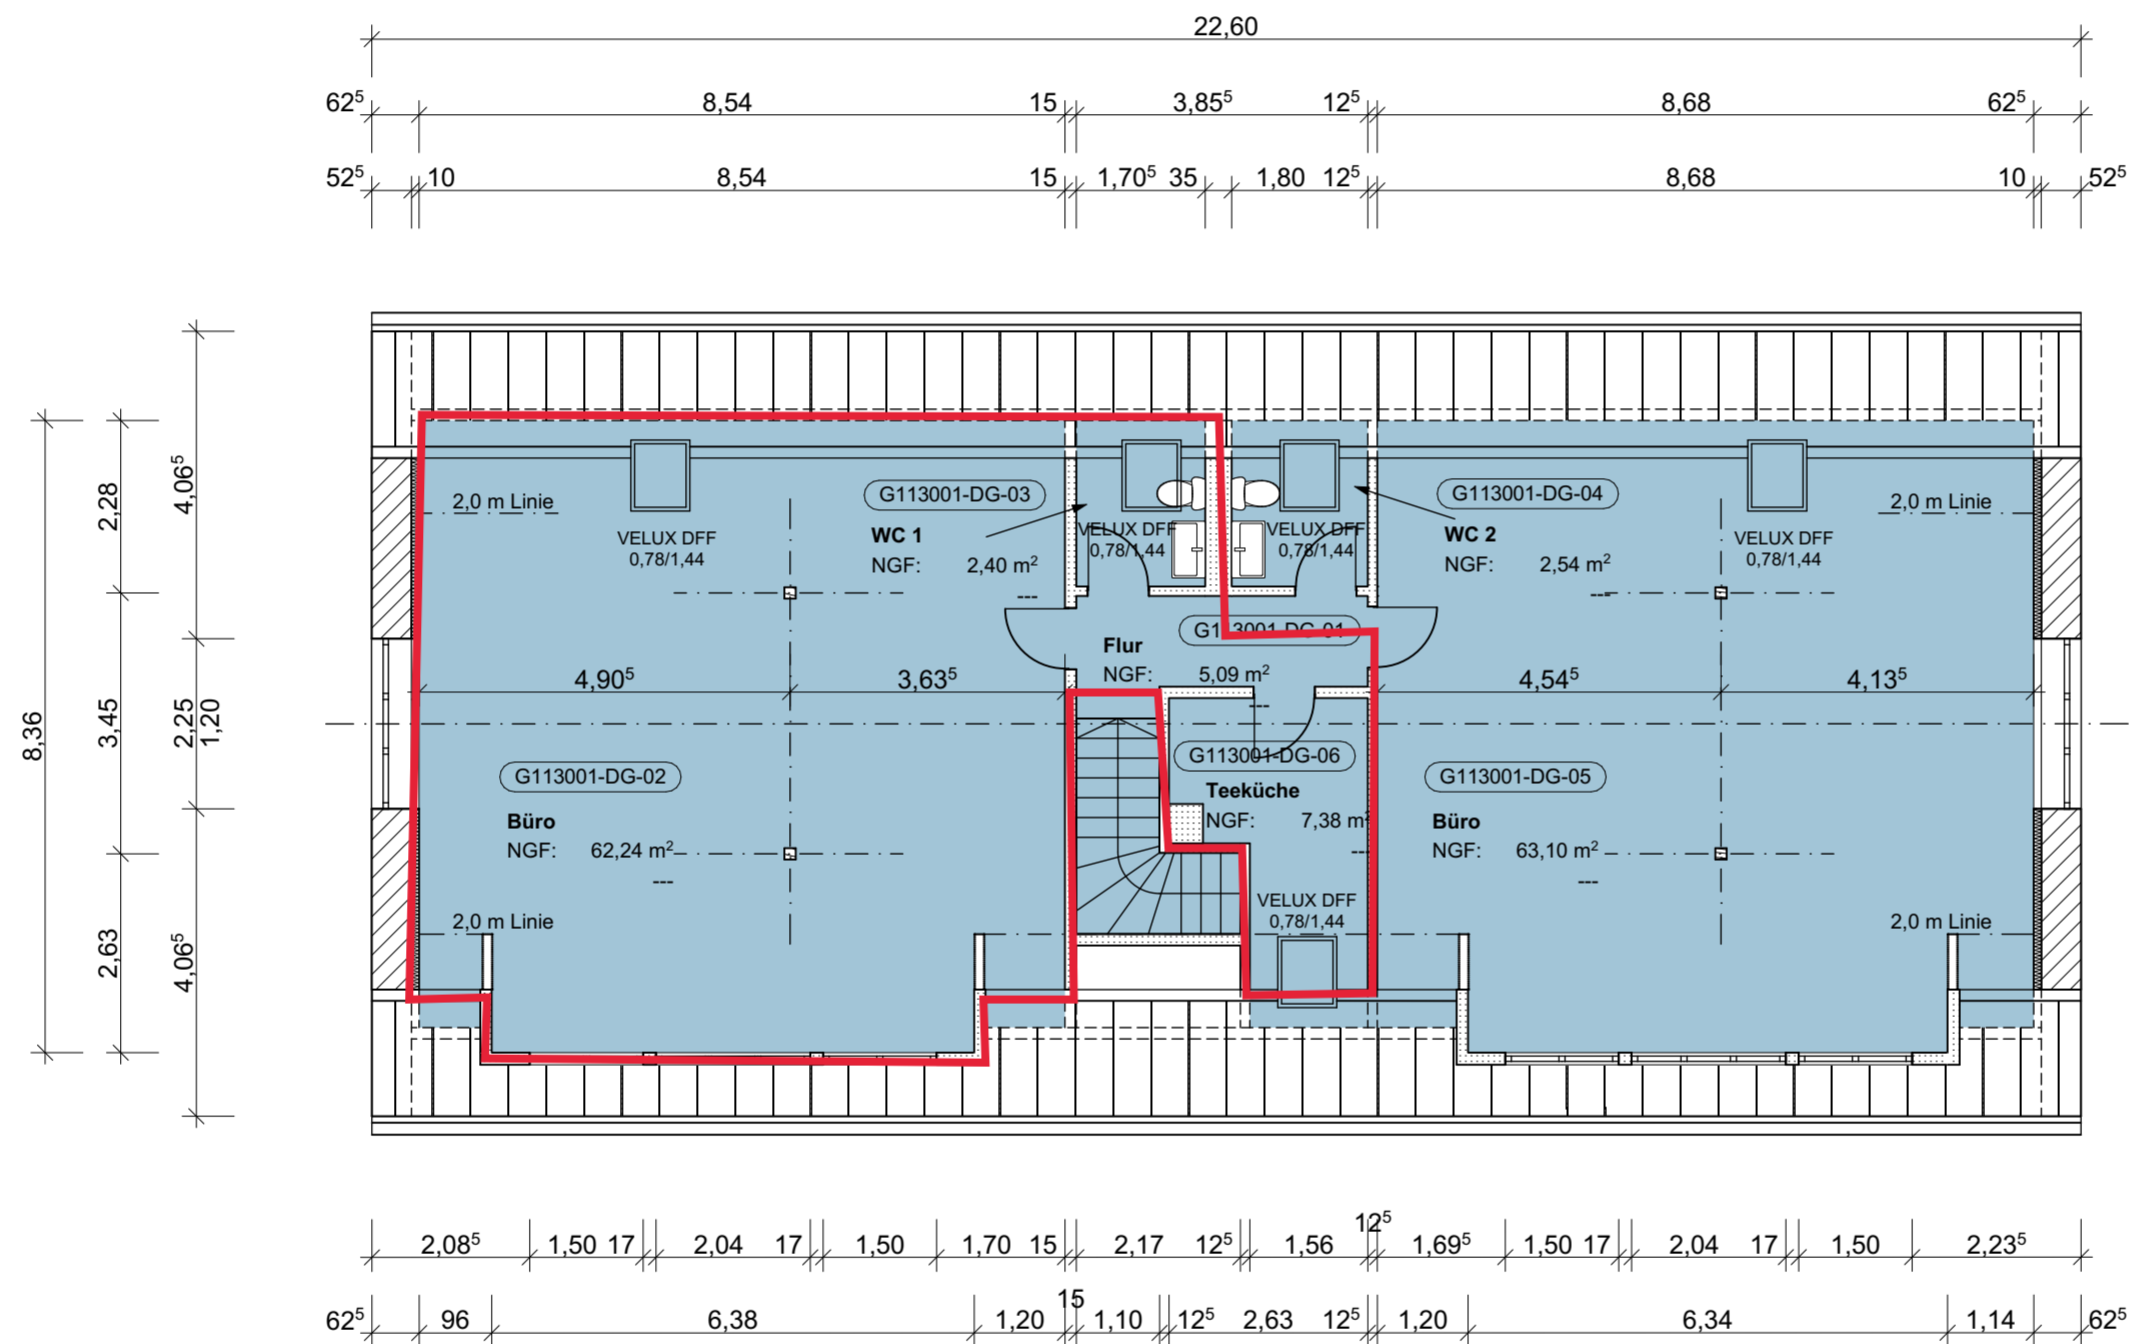 22,60
62⁵ 8,54 15 3,85⁵ 12⁵ 8,68 62⁵
52⁵ 10 8,54 15 1,70⁵ 35 1,80 12⁵ 8,68 10 52⁵
8,36
2,28
3,45
2,63
4,06⁵
2,25
1,20
4,06⁵
2,0 m Linie
VELUX DFF
0,78/1,44
G113001-DG-03
WC 1
NGF: 2,40 m²
---
VELUX DFF
0,78/1,44
VELUX DFF
0,78/1,44
G113001-DG-04
WC 2
NGF: 2,54 m²
---
VELUX DFF
0,78/1,44
2,0 m Linie
G113001-DG-01
Flur
NGF: 5,09 m²
---
4,90⁵ 3,63⁵
4,54⁵ 4,13⁵
G113001-DG-02
Büro
NGF: 62,24 m²
---
2,0 m Linie
G113001-DG-06
Teeküche
NGF: 7,38 m²
---
VELUX DFF
0,78/1,44
G113001-DG-05
Büro
NGF: 63,10 m²
---
2,0 m Linie
2,08⁵ 1,50 17 2,04 17 1,50 1,70 15 2,17 12⁵ 1,56 12⁵ 1,69⁵ 1,50 17 2,04 17 1,50 2,23⁵
62⁵ 96 6,38 1,20 15 1,10 12⁵ 2,63 12⁵ 1,20 6,34 1,14 62⁵